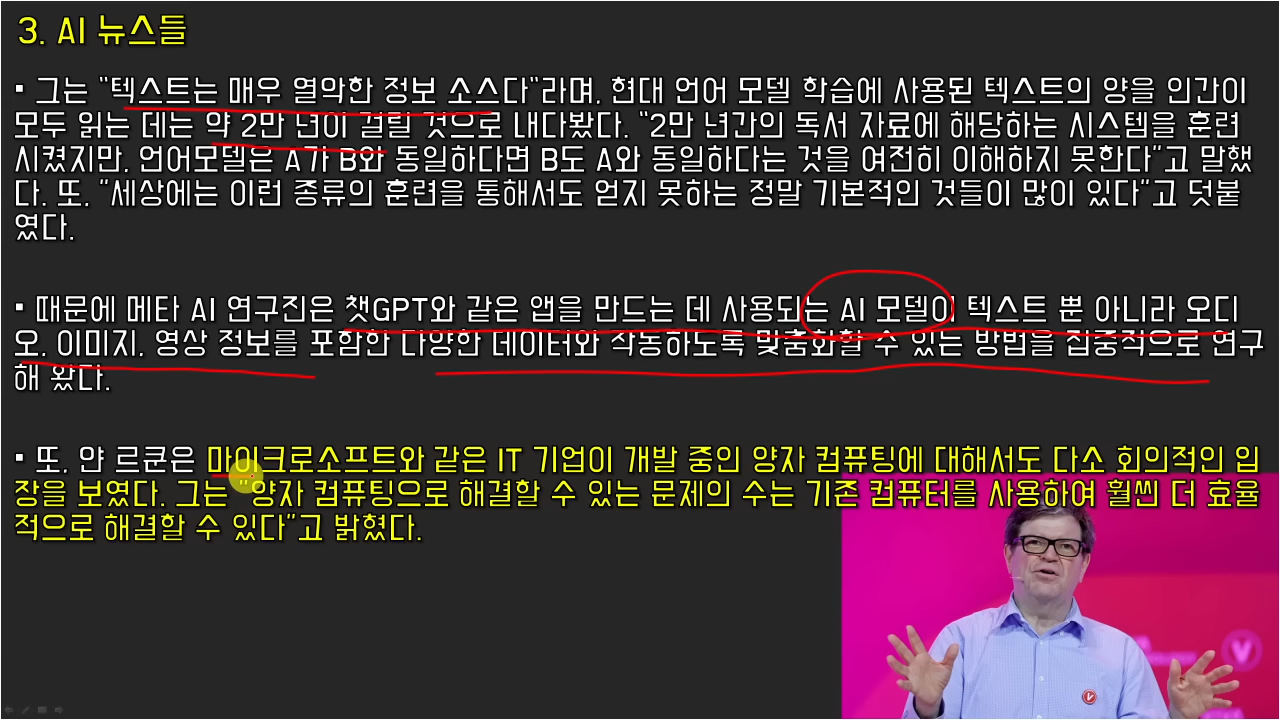 3. AI 뉴스들
▪ 그는 "텍스트는 매우 열악한 정보 소스다"라며, 현대 언어 모델 학습에 사용된 텍스트의 양을 인간이
모두 읽는 데는 약 2만 년이 걸릴 것으로 내다봤다. "2만 년간의 독서 자료에 해당하는 시스템을 훈련
시켰지만, 언어모델은 A가 B와 동일하다면 B도 A와 동일하다는 것을 여전히 이해하지 못한다"고 말했
다. 또, "세상에는 이런 종류의 훈련을 통해서도 얻지 못하는 정말 기본적인 것들이 많이 있다"고 덧붙
였다.
▪ 때문에 메타 AI 연구진은 챗GPT와 같은 앱을 만드는 데 사용되는 AI 모델이 텍스트 뿐 아니라 오디
오, 이미지, 영상 정보를 포함한 다양한 데이터와 작동하도록 맞춤화할 수 있는 방법을 집중적으로 연구
해 왔다.
▪ 또, 얀 르쿤은 마이크로소프트와 같은 IT 기업이 개발 중인 양자 컴퓨팅에 대해서도 다소 회의적인 입
장을 보였다. 그는 "양자 컴퓨팅으로 해결할 수 있는 문제의 수는 기존 컴퓨터를 사용하여 훨씬 더 효율
적으로 해결할 수 있다"고 밝혔다.
V